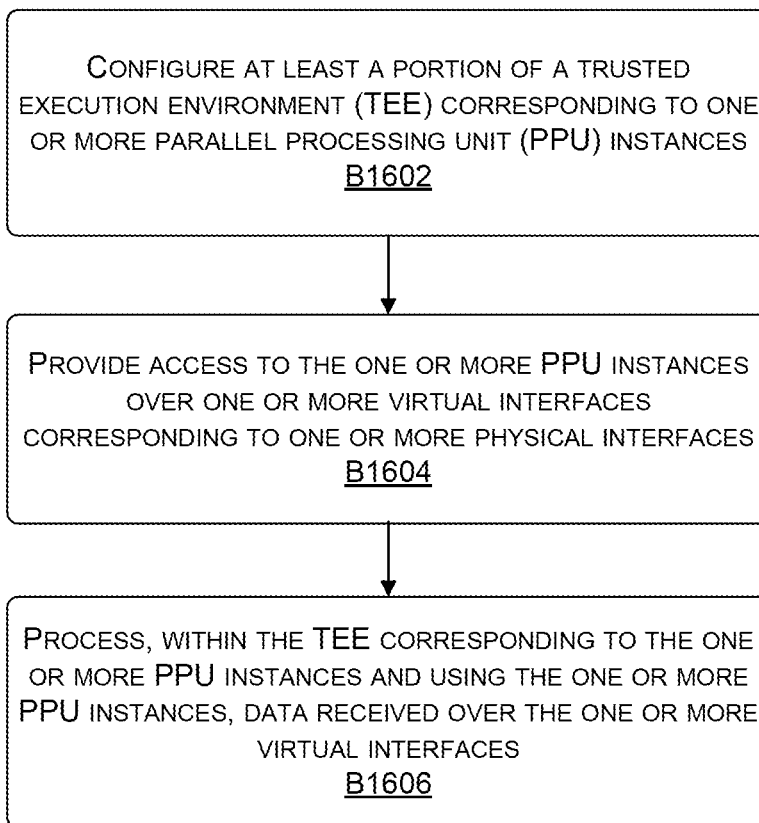 CONFIGURE AT LEAST A PORTION OF A TRUSTED
EXECUTION ENVIRONMENT (TEE) CORRESPONDING TO ONE
OR MORE PARALLEL PROCESSING UNIT (PPU) INSTANCES
B1602
PROVIDE ACCESS TO THE ONE OR MORE PPU INSTANCES
OVER ONE OR MORE VIRTUAL INTERFACES
CORRESPONDING TO ONE OR MORE PHYSICAL INTERFACES
B1604
PROCESS, WITHIN THE TEE CORRESPONDING TO THE ONE
OR MORE PPU INSTANCES AND USING THE ONE OR MORE
PPU INSTANCES, DATA RECEIVED OVER THE ONE OR MORE
VIRTUAL INTERFACES
B1606